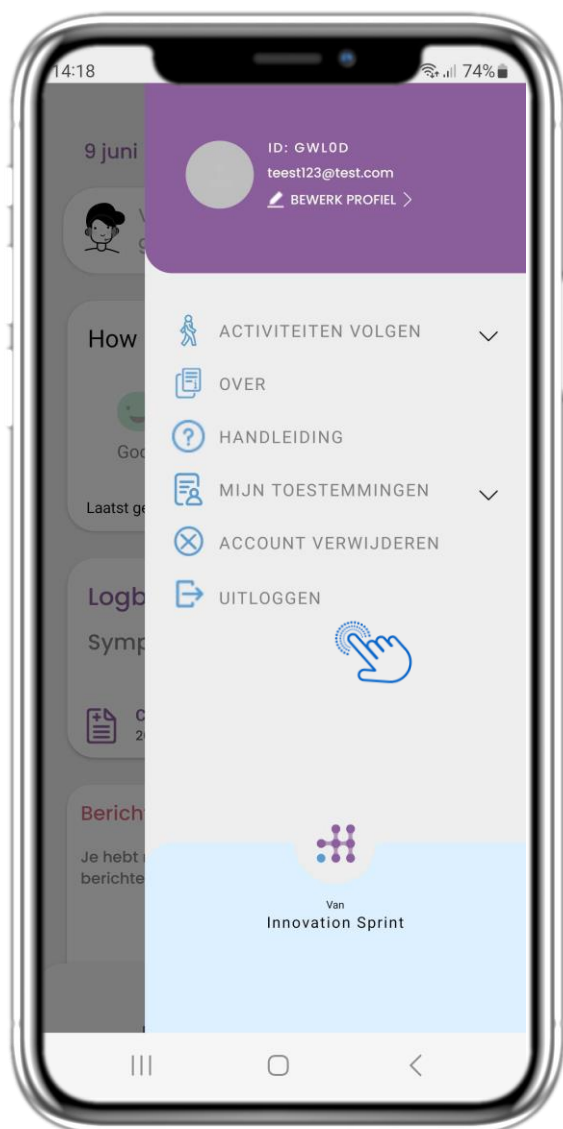 14:18
74%
9 juni
ID: GWL0D
teest123@test.com
BEWERK PROFIEL
How
ACTIVITEITEN VOLGEN
OVER
HANDLEIDING
Laatst ge
MIJN TOESTEMMINGEN
ACCOUNT VERWIJDEREN
Logb
UITLOGGEN
Symp
Berich
Je hebt
berichte
Van
Innovation Sprint